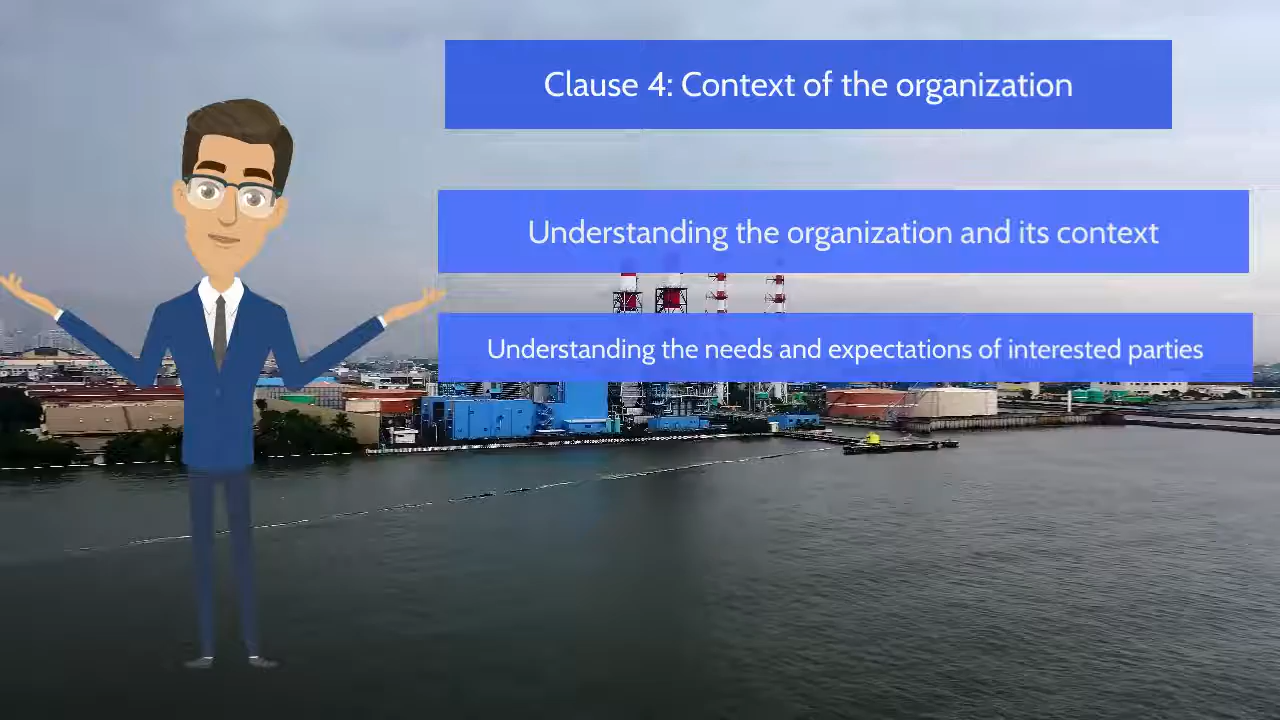 Clause 4: Context of the organization
Understanding the organization and its context
Understanding the needs and expectations of interested parties